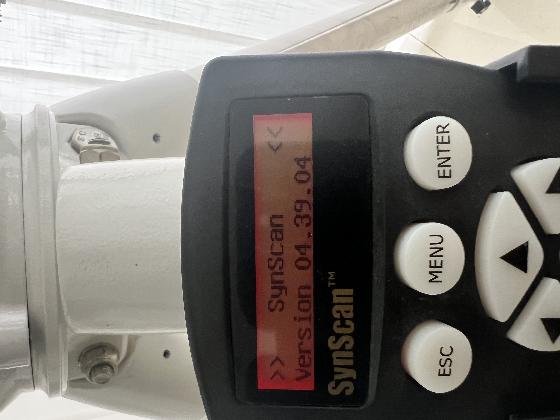 >> SynScan <<
Version 04.39.04
SynScan™
ESC
MENU
ENTER